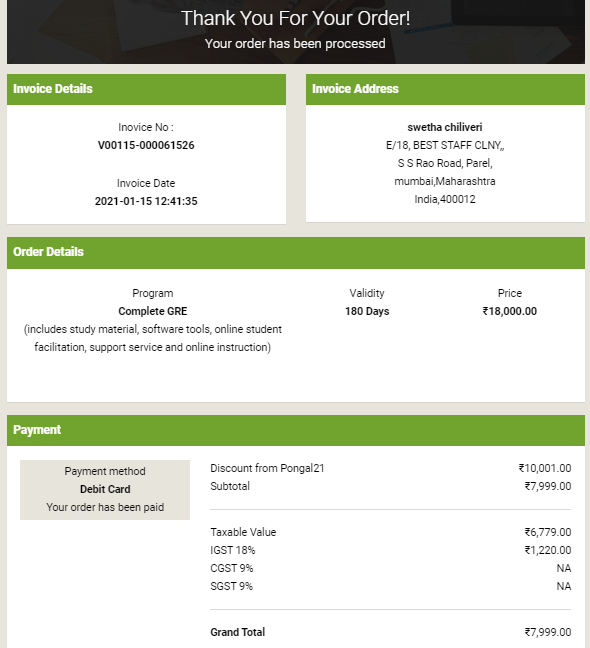 Thank You For Your Order!
Your order has been processed
Invoice Details
Inovice No :
V00115-000061526
Invoice Date
2021-01-15 12:41:35
Invoice Address
swetha chiliveri
E/18, BEST STAFF CLNY,,
S S Rao Road, Parel,
mumbai,Maharashtra
India,400012
Order Details
Program
Complete GRE
(includes study material, software tools, online student
facilitation, support service and online instruction)
Validity
180 Days
Price
₹18,000.00
Payment
Payment method
Debit Card
Your order has been paid
Discount from Pongal21 ₹10,001.00
Subtotal ₹7,999.00
Taxable Value ₹6,779.00
IGST 18% ₹1,220.00
CGST 9% NA
SGST 9% NA
Grand Total ₹7,999.00